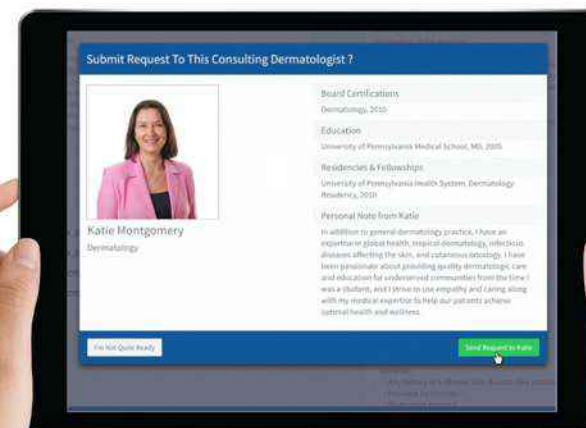 Submit Request To This Consulting Dermatologist ?
Katie Montgomery
Dermatology
Board Certifications
Dermatology, 2010
Education
University of Pennsylvania Medical School, MD, 2005
Residencies & Fellowships
University of Pennsylvania Health System, Dermatology
Residency, 2010
Personal Note from Katie
In addition to general dermatology practice, I have an
expertise in global health, tropical dermatology, infectious
diseases affecting the skin, and cutaneous oncology. I have
been passionate about providing quality dermatologic care
and education for underserved communities from the time I
was a student, and I strive to use empathy and caring along
with my medical expertise to help our patients achieve
optimal health and wellness.
I'm Not Quite Ready
Send Request to Katie